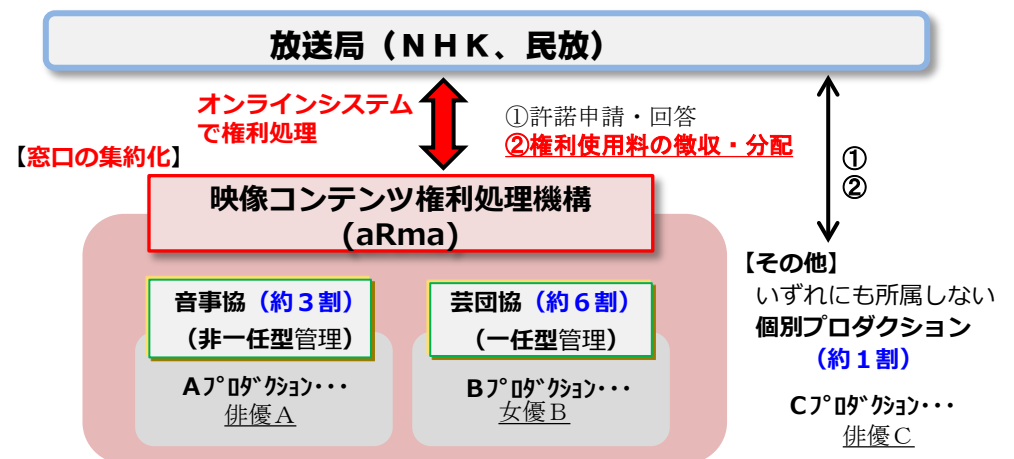 放送局（ＮＨＫ、民放）
オンラインシステム
で権利処理
①許諾申請・回答
②権利使用料の徴収・分配
【窓口の集約化】
①
②
映像コンテンツ権利処理機構
(aRma)
音事協（約３割）
（非一任型管理）
Aﾌﾟﾛﾀﾞｸｼｮﾝ･･･
俳優Ａ
芸団協（約６割）
（一任型管理）
Bﾌﾟﾛﾀﾞｸｼｮﾝ･･･
女優Ｂ
【その他】
いずれにも所属しない
個別プロダクション
（約１割）
Cﾌﾟﾛﾀﾞｸｼｮﾝ･･･
俳優Ｃ